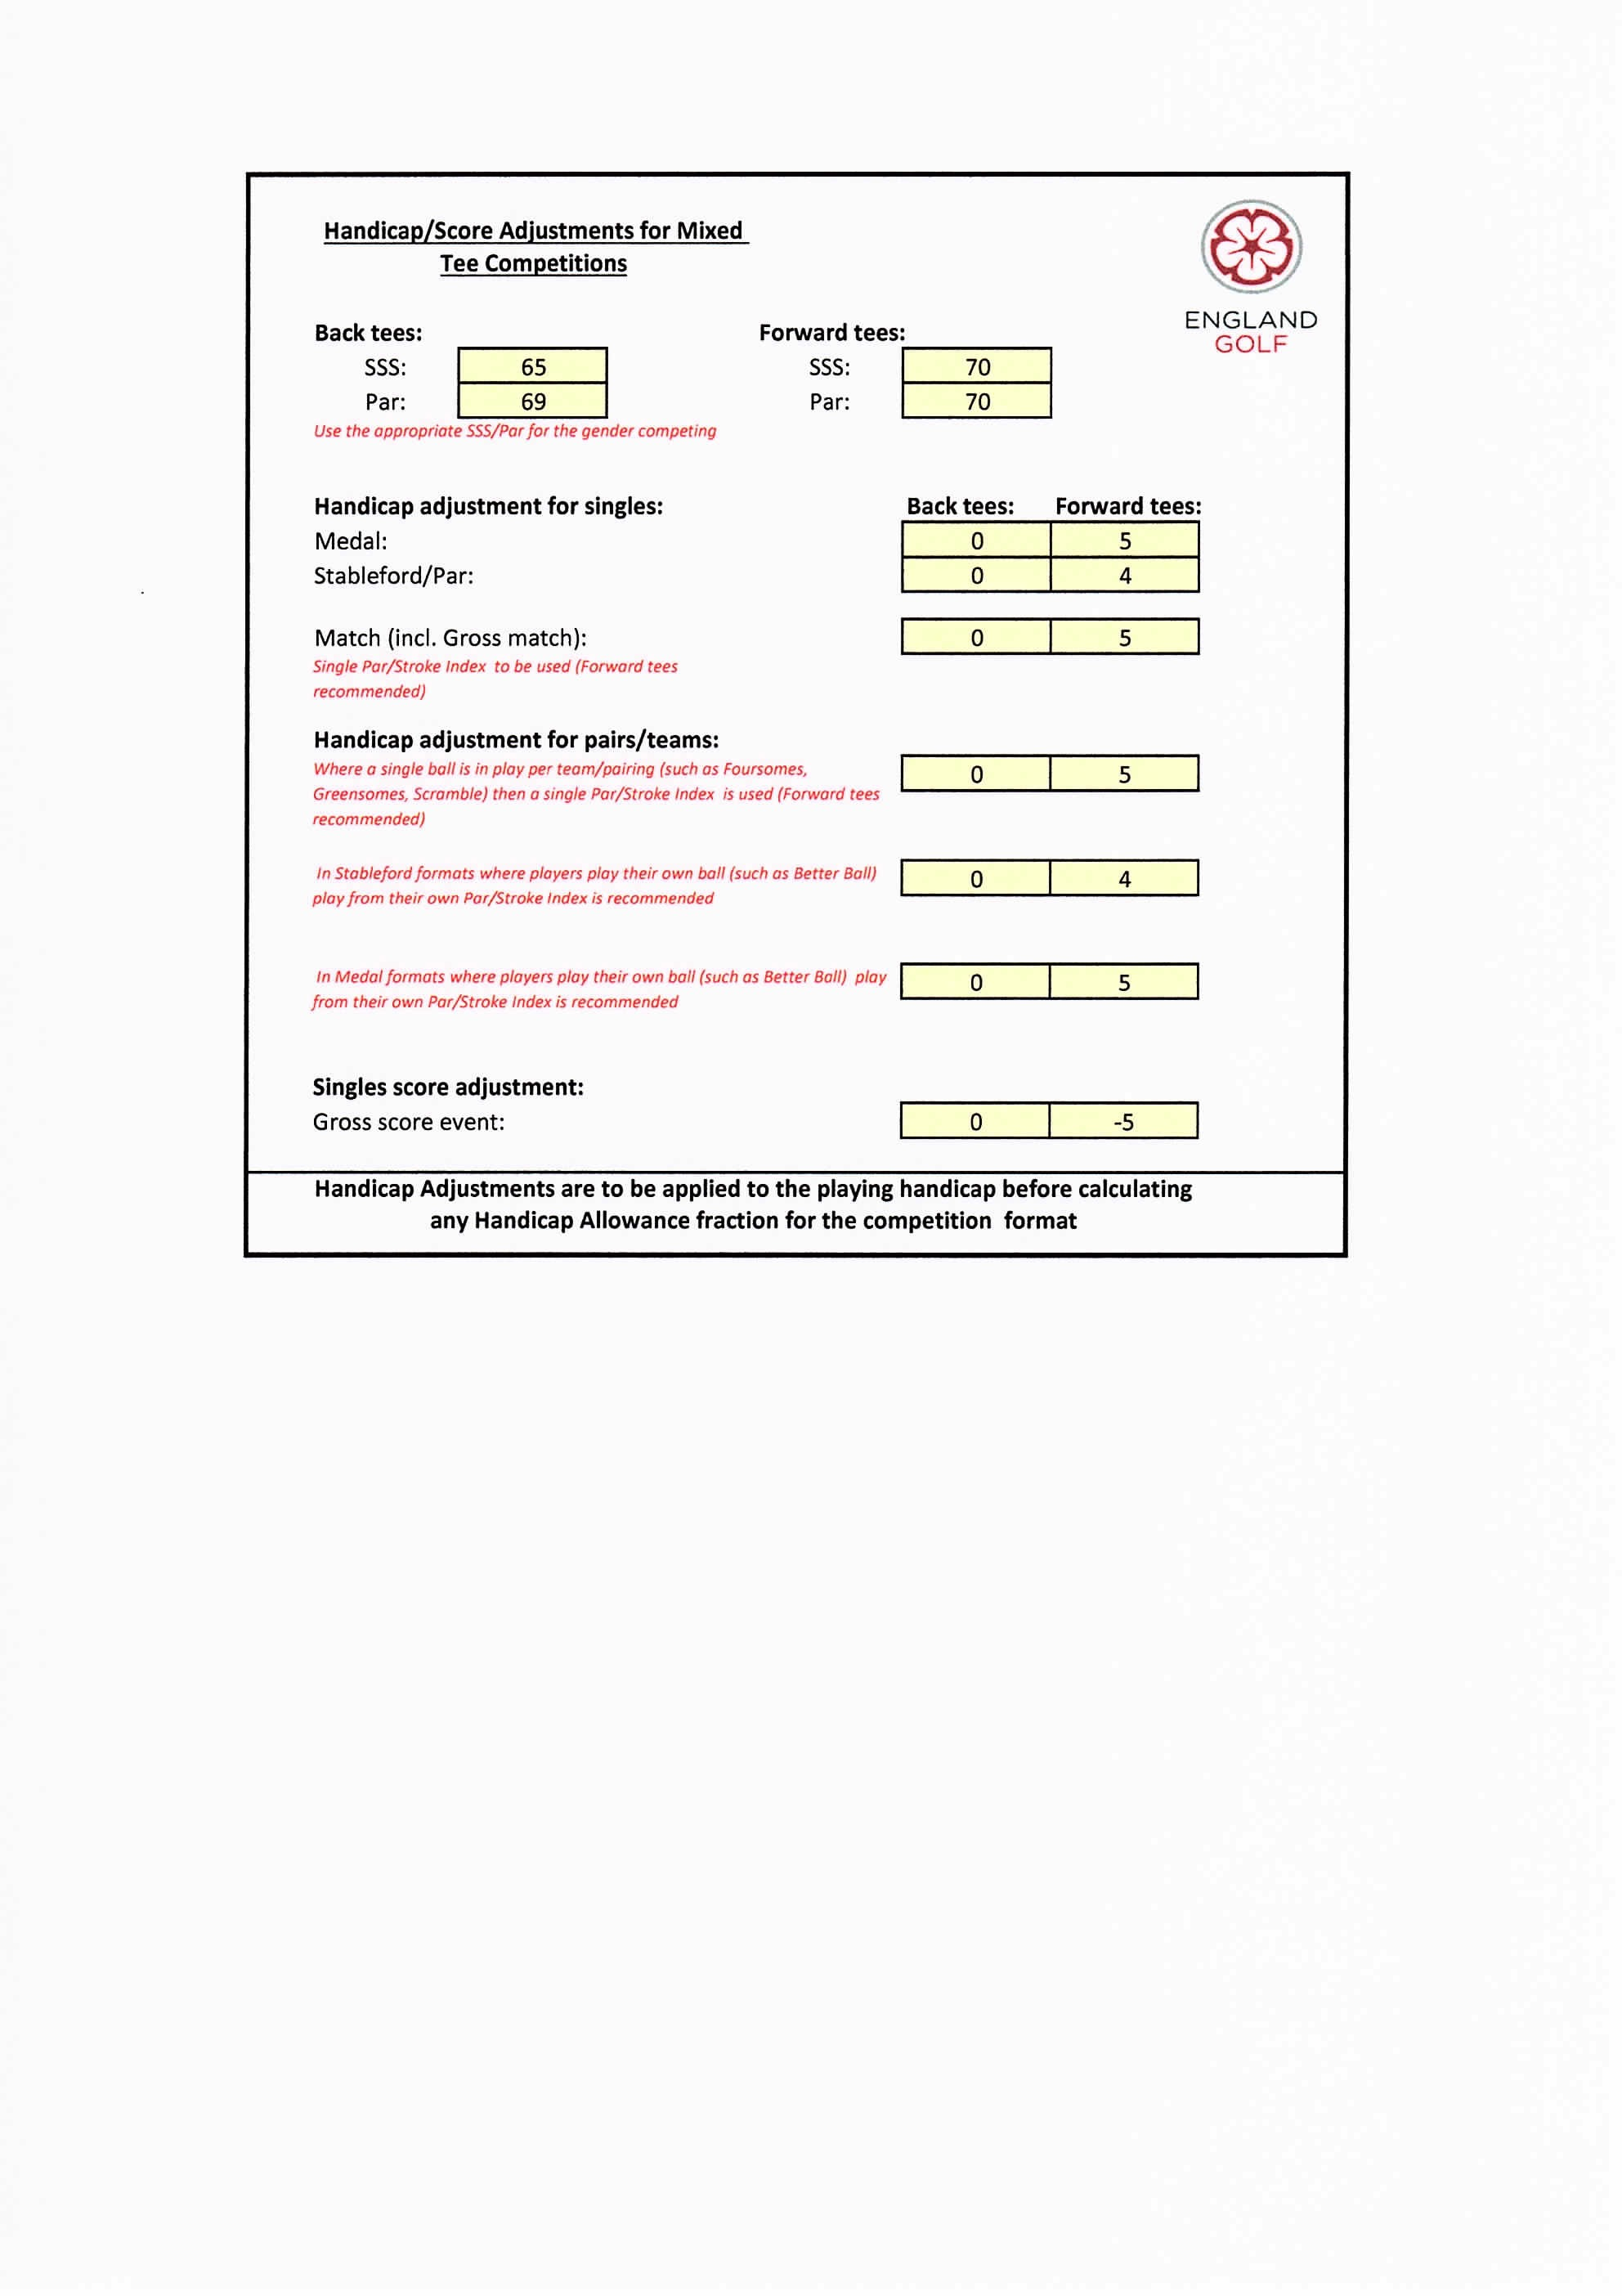 Handicap/Score Adjustments for Mixed
Tee Competitions
ENGLAND
GOLF
Back tees:
Forward tees:
SSS: 65 SSS: 70
Par: 69 Par: 70
Use the appropriate SSS/Par for the gender competing
Handicap adjustment for singles: Back tees: Forward tees:
Medal: 0 5
Stableford/Par: 0 4
Match (incl. Gross match): 0 5
Single Par/Stroke Index to be used (Forward tees
recommended)
Handicap adjustment for pairs/teams:
Where a single ball is in play per team/pairing (such as Foursomes,
Greensomes, Scramble) then a single Par/Stroke Index is used (Forward tees
recommended)
0 5
In Stableford formats where players play their own ball (such as Better Ball)
play from their own Par/Stroke Index is recommended
0 4
In Medal formats where players play their own ball (such as Better Ball) play
from their own Par/Stroke Index is recommended
0 5
Singles score adjustment:
Gross score event: 0 -5
Handicap Adjustments are to be applied to the playing handicap before calculating
any Handicap Allowance fraction for the competition format